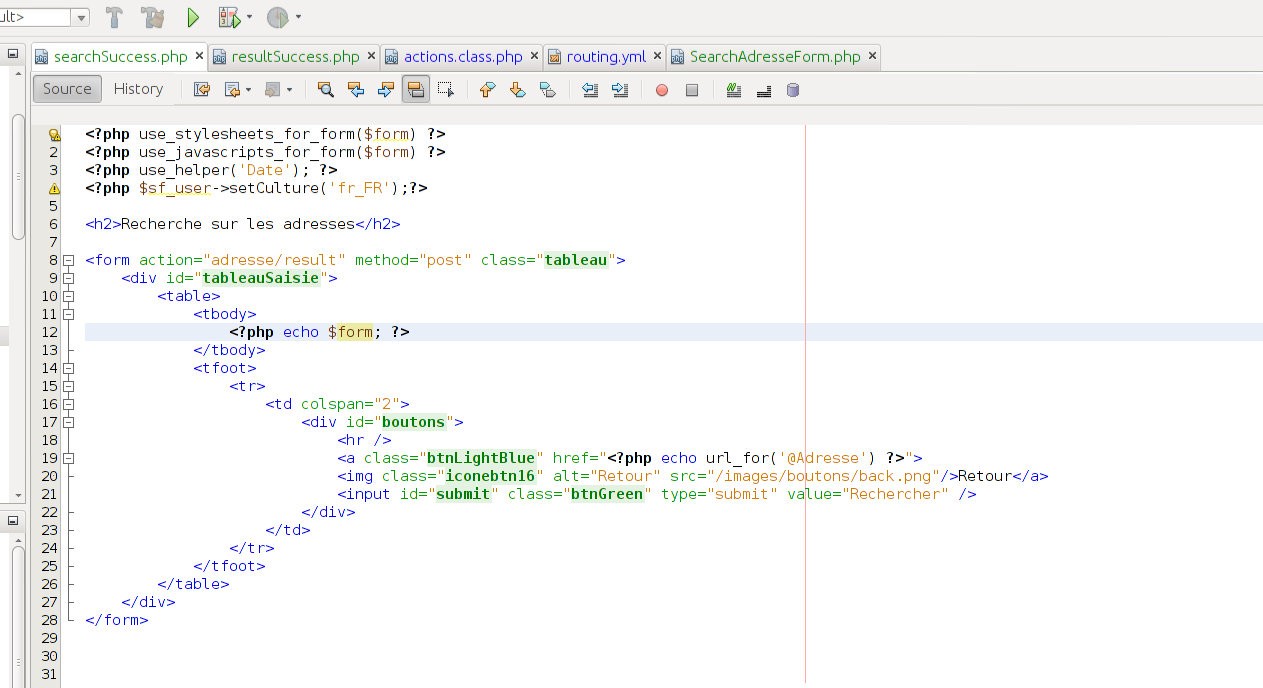 ult>
searchSuccess.php resultSuccess.php actions.class.php routing.yml SearchAdresseForm.php
Source History
<?php use_stylesheets_for_form($form) ?>
2 <?php use_javascripts_for_form($form) ?>
3 <?php use_helper('Date'); ?>
<?php $sf_user->setCulture('fr_FR');?>
5
6 <h2>Recherche sur les adresses</h2>
7
8 <form action="adresse/result" method="post" class="tableau">
9 <div id="tableauSaisie">
10 <table>
11 <tbody>
12 <?php echo $form; ?>
13 </tbody>
14 <tfoot>
15 <tr>
16 <td colspan="2">
17 <div id="boutons">
18 <hr />
19 <a class="btnLightBlue" href="<?php echo url_for('@Adresse') ?>">
20 <img class="iconebtn16" alt="Retour" src="/images/boutons/back.png"/>Retour</a>
21 <input id="submit" class="btnGreen" type="submit" value="Rechercher" />
22 </div>
23 </td>
24 </tr>
25 </tfoot>
26 </table>
27 </div>
28 </form>
29
30
31